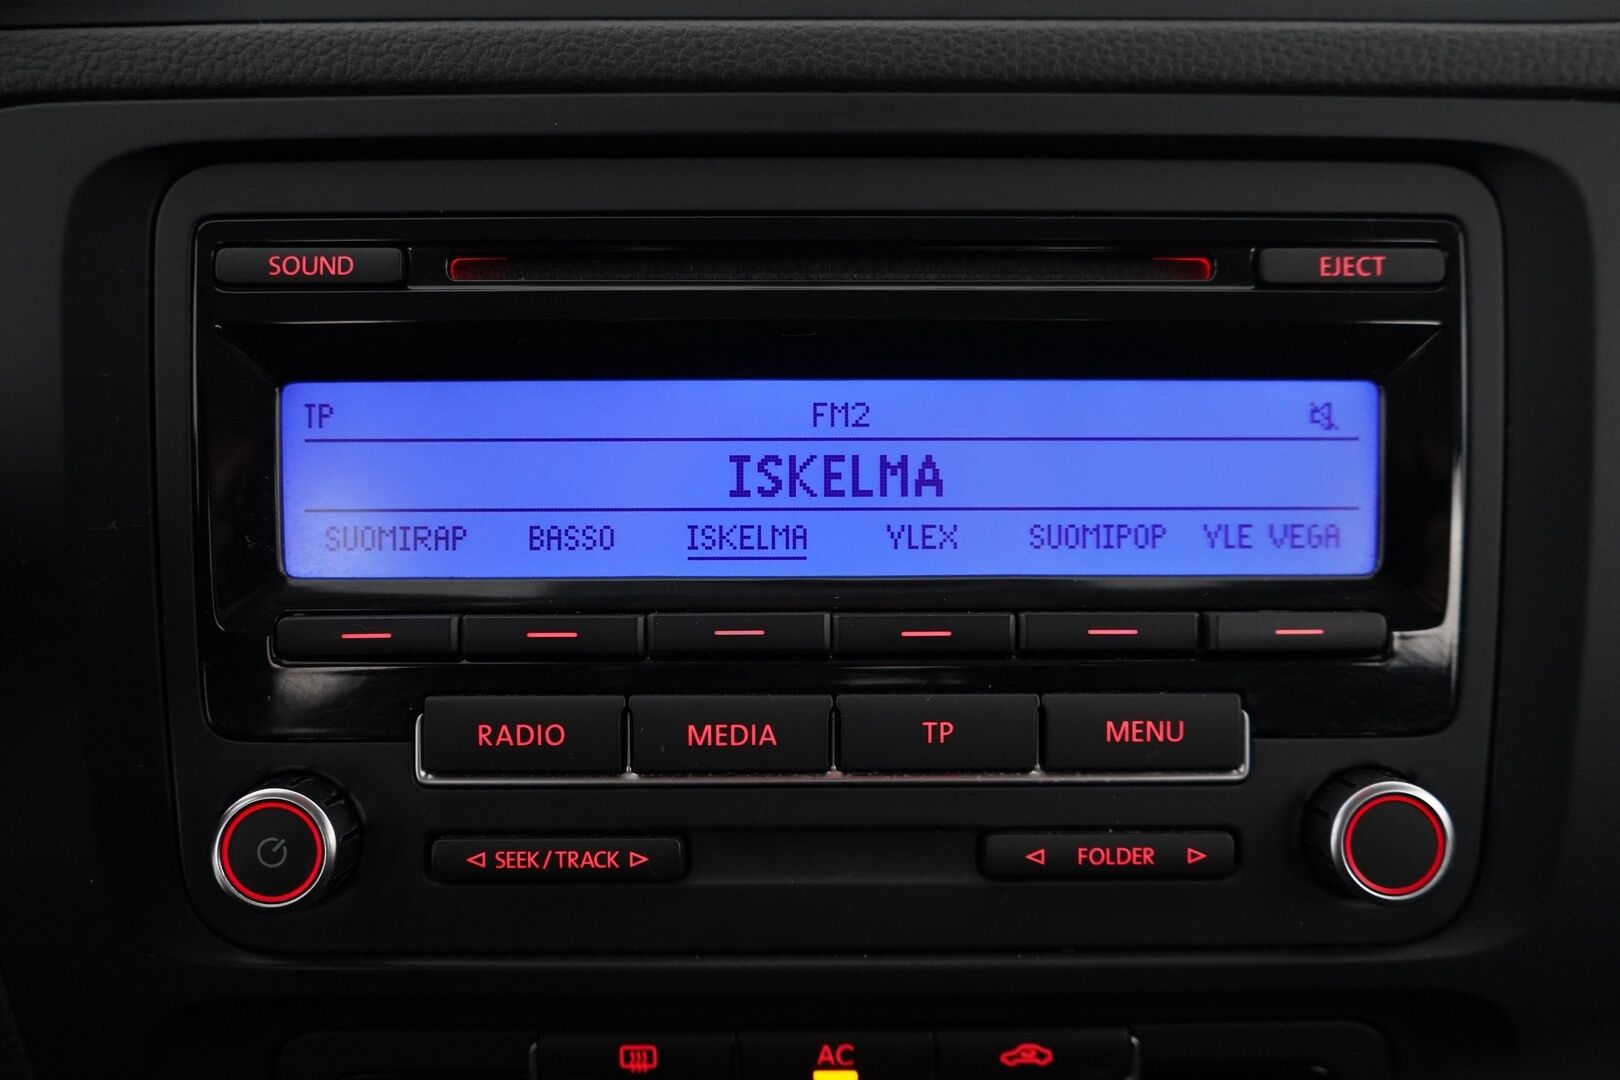 SOUND EJECT
TP FM2
ISKELMA
SUOMIRAP BASSO ISKELMA YLEX SUOMIPOP YLE VEGA
RADIO MEDIA TP MENU
SEEK/TRACK FOLDER
AC